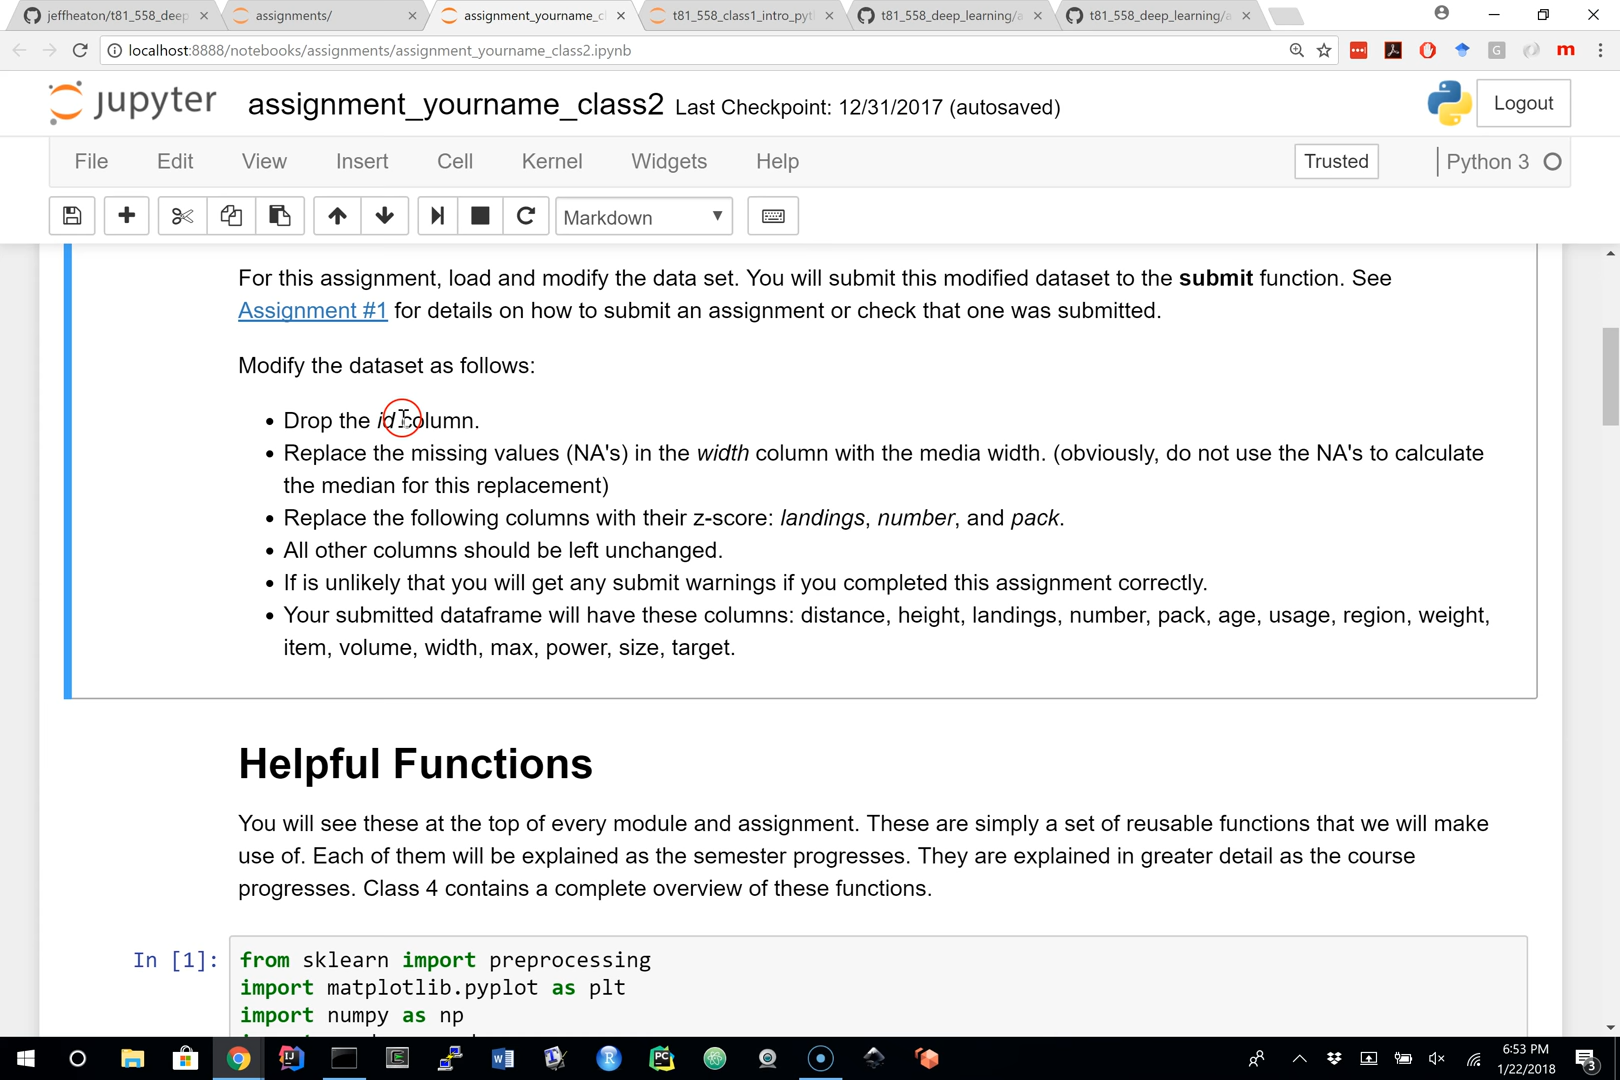 jeffheaton/t81_558_deep
assignments/
assignment_yourname_c
t81_558_class1_intro_pyt
t81_558_deep_learning/a
t81_558_deep_learning/a
localhost:8888/notebooks/assignments/assignment_yourname_class2.ipynb
jupyter assignment_yourname_class2 Last Checkpoint: 12/31/2017 (autosaved)
Logout
File Edit View Insert Cell Kernel Widgets Help Trusted Python 3
Markdown
For this assignment, load and modify the data set. You will submit this modified dataset to the submit function. See
Assignment #1 for details on how to submit an assignment or check that one was submitted.
Modify the dataset as follows:
• Drop the id column.
• Replace the missing values (NA's) in the width column with the media width. (obviously, do not use the NA's to calculate
the median for this replacement)
• Replace the following columns with their z-score: landings, number, and pack.
• All other columns should be left unchanged.
• If is unlikely that you will get any submit warnings if you completed this assignment correctly.
• Your submitted dataframe will have these columns: distance, height, landings, number, pack, age, usage, region, weight,
item, volume, width, max, power, size, target.
Helpful Functions
You will see these at the top of every module and assignment. These are simply a set of reusable functions that we will make
use of. Each of them will be explained as the semester progresses. They are explained in greater detail as the course
progresses. Class 4 contains a complete overview of these functions.
In [1]: from sklearn import preprocessing
import matplotlib.pyplot as plt
import numpy as np
6:53 PM
1/22/2018
3